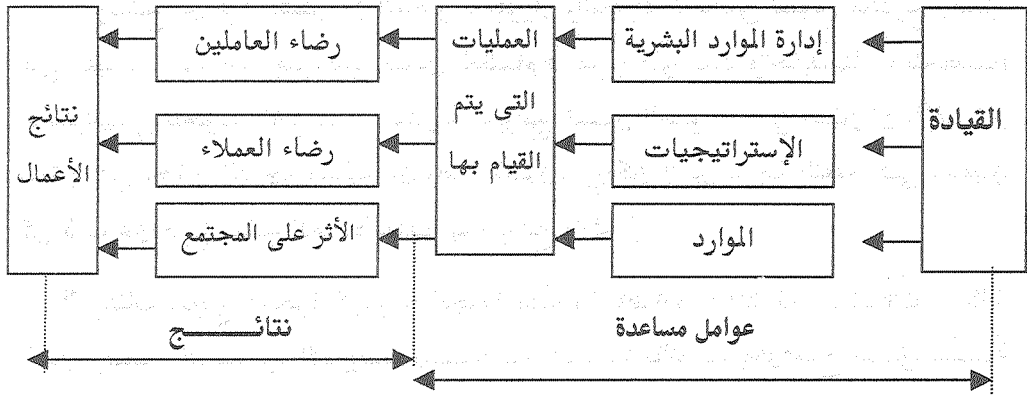 القيادة
إدارة الموارد البشرية
الإستراتيجيات
الموارد
العمليات
التى يتم
القيام بها
رضاء العاملين
رضاء العملاء
الأثر على المجتمع
نتائج
الأعمال
عوامل مساعدة
نتائـــــــج